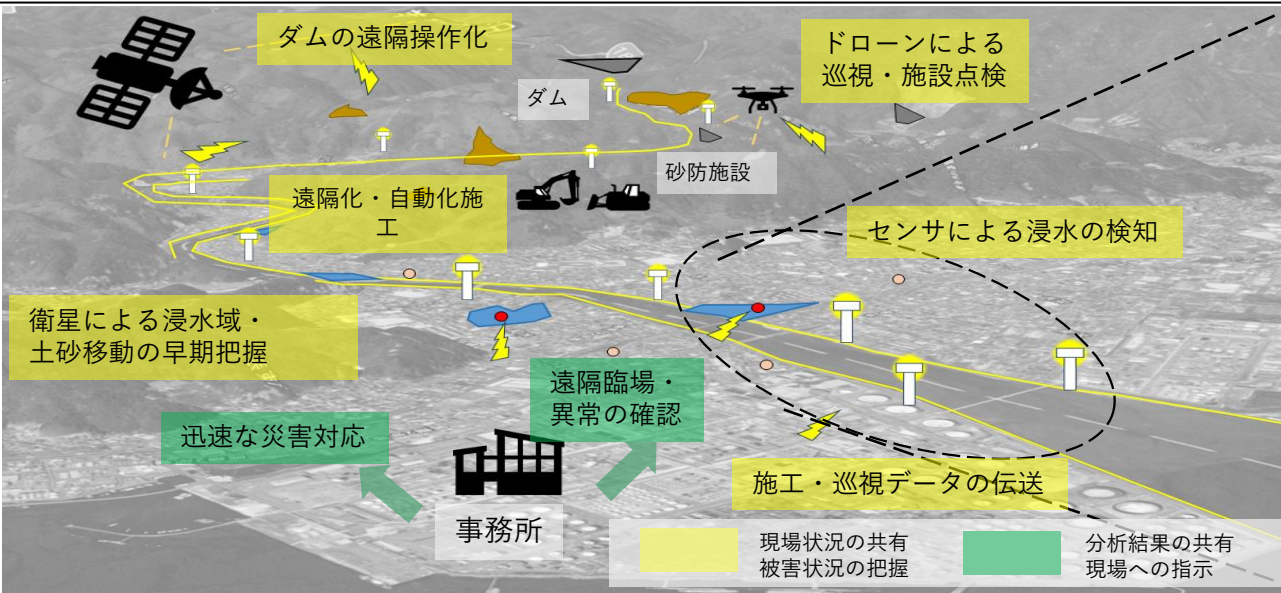 ダムの遠隔操作化
ドローンによる
巡視・施設点検
ダム
砂防施設
遠隔化・自動化施
工
センサによる浸水の検知
衛星による浸水域・
土砂移動の早期把握
遠隔臨場・
異常の確認
迅速な災害対応
施工・巡視データの伝送
事務所
現場状況の共有
被害状況の把握
分析結果の共有
現場への指示